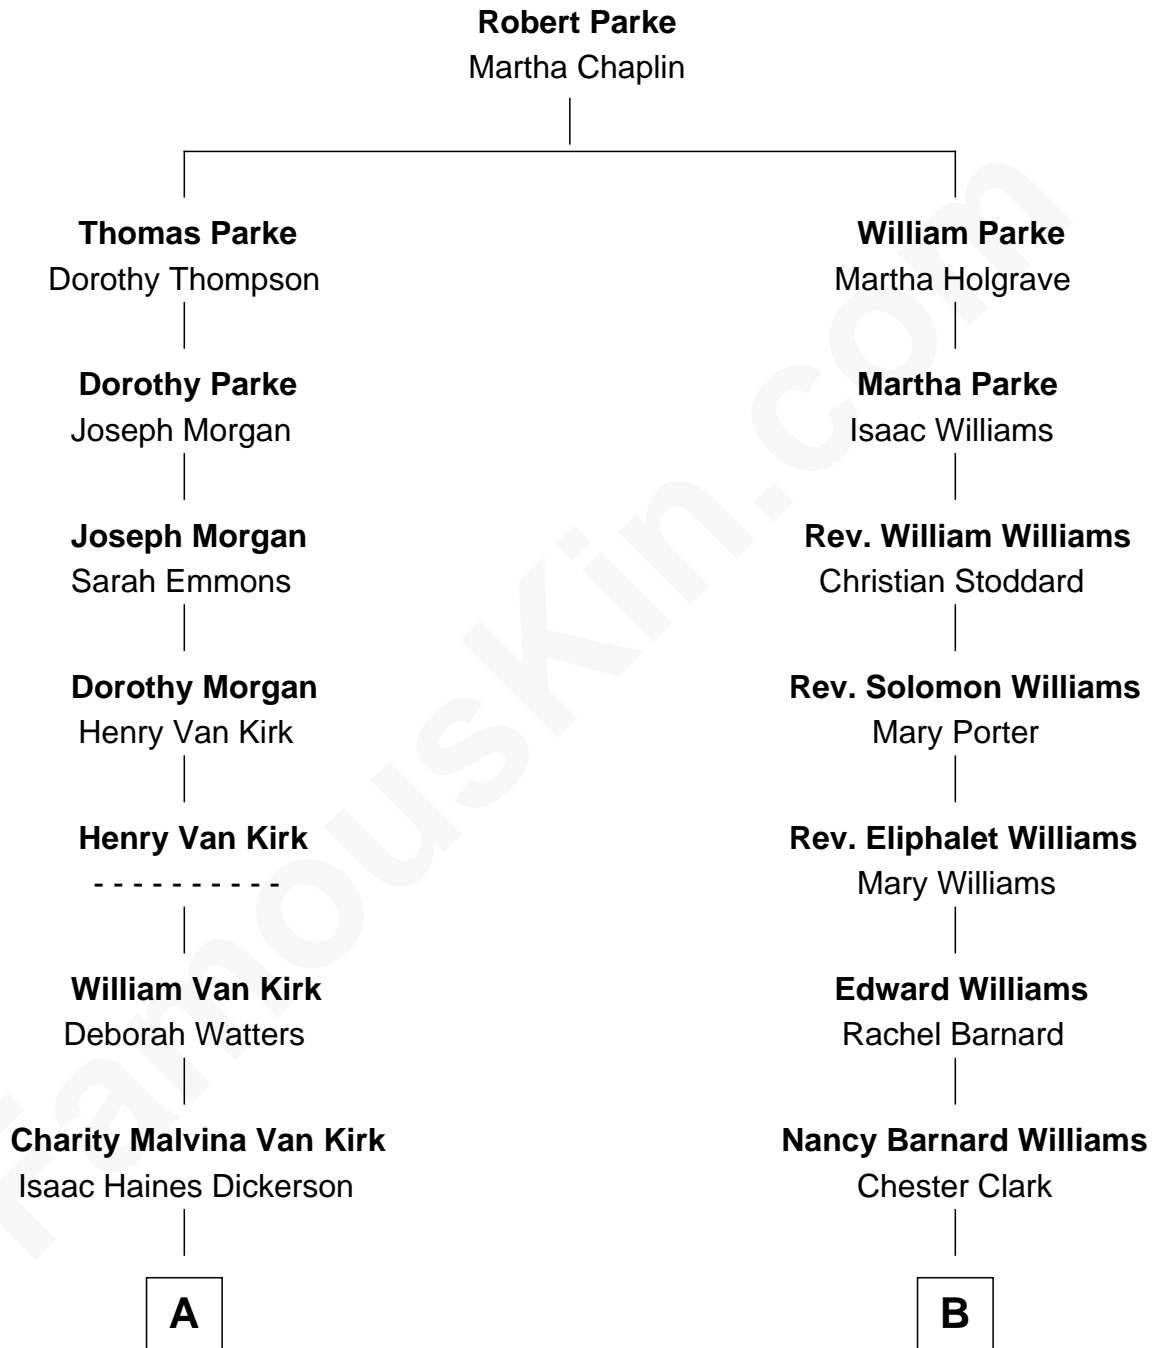 Robert Parke
Martha Chaplin
Thomas Parke
Dorothy Thompson
William Parke
Martha Holgrave
Dorothy Parke
Joseph Morgan
Martha Parke
Isaac Williams
Joseph Morgan
Sarah Emmons
Rev. William Williams
Christian Stoddard
Dorothy Morgan
Henry Van Kirk
Rev. Solomon Williams
Mary Porter
Henry Van Kirk
- - - - - - - - - -
Rev. Eliphalet Williams
Mary Williams
William Van Kirk
Deborah Watters
Edward Williams
Rachel Barnard
Charity Malvina Van Kirk
Isaac Haines Dickerson
Nancy Barnard Williams
Chester Clark
A
B
FamousKin.com